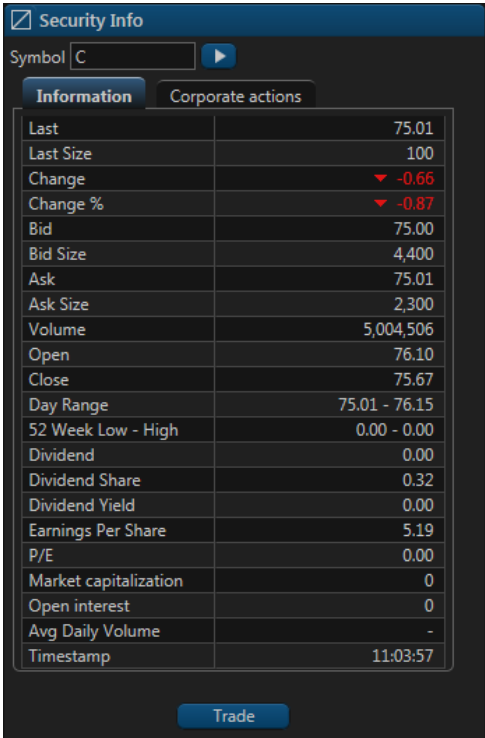 Security Info
Symbol C
Information Corporate actions
Last 75.01
Last Size 100
Change -0.66
Change % -0.87
Bid 75.00
Bid Size 4,400
Ask 75.01
Ask Size 2,300
Volume 5,004,506
Open 76.10
Close 75.67
Day Range 75.01 - 76.15
52 Week Low - High 0.00 - 0.00
Dividend 0.00
Dividend Share 0.32
Dividend Yield 0.00
Earnings Per Share 5.19
P/E 0.00
Market capitalization 0
Open interest 0
Avg Daily Volume -
Timestamp 11:03:57
Trade